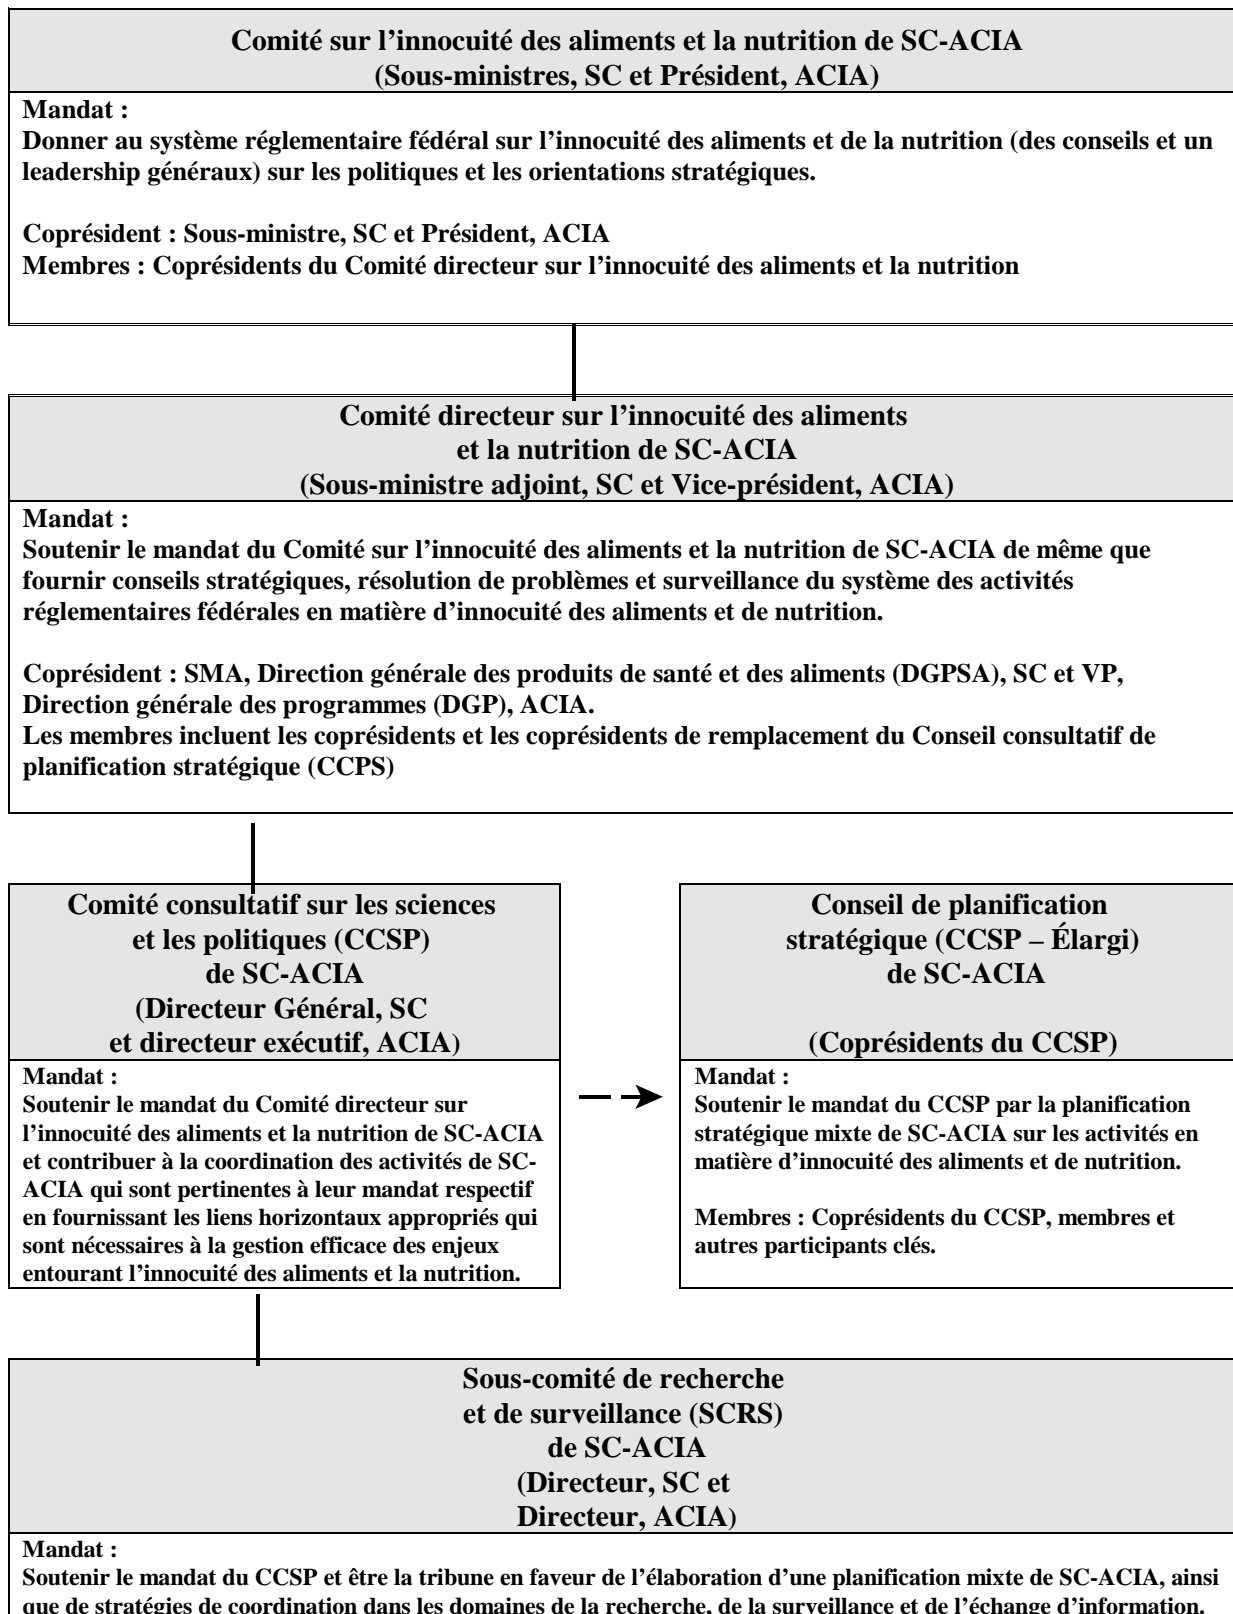 Comité sur l’innocuité des aliments et la nutrition de SC-ACIA
(Sous-ministres, SC et Président, ACIA)
Mandat :
Donner au système réglementaire fédéral sur l’innocuité des aliments et de la nutrition (des conseils et un
leadership généraux) sur les politiques et les orientations stratégiques.
Coprésident : Sous-ministre, SC et Président, ACIA
Membres : Coprésidents du Comité directeur sur l’innocuité des aliments et la nutrition
Comité directeur sur l’innocuité des aliments
et la nutrition de SC-ACIA
(Sous-ministre adjoint, SC et Vice-président, ACIA)
Mandat :
Soutenir le mandat du Comité sur l’innocuité des aliments et la nutrition de SC-ACIA de même que
fournir conseils stratégiques, résolution de problèmes et surveillance du système des activités
réglementaires fédérales en matière d’innocuité des aliments et de nutrition.
Coprésident : SMA, Direction générale des produits de santé et des aliments (DGPSA), SC et VP,
Direction générale des programmes (DGP), ACIA.
Les membres incluent les coprésidents et les coprésidents de remplacement du Conseil consultatif de
planification stratégique (CCPS)
Comité consultatif sur les sciences
et les politiques (CCSP)
de SC-ACIA
(Directeur Général, SC
et directeur exécutif, ACIA)
Mandat :
Soutenir le mandat du Comité directeur sur
l’innocuité des aliments et la nutrition de SC-ACIA
et contribuer à la coordination des activités de SC-
ACIA qui sont pertinentes à leur mandat respectif
en fournissant les liens horizontaux appropriés qui
sont nécessaires à la gestion efficace des enjeux
entourant l’innocuité des aliments et la nutrition.
Conseil de planification
stratégique (CCSP – Élargi)
de SC-ACIA
(Coprésidents du CCSP)
Mandat :
Soutenir le mandat du CCSP par la planification
stratégique mixte de SC-ACIA sur les activités en
matière d’innocuité des aliments et de nutrition.
Membres : Coprésidents du CCSP, membres et
autres participants clés.
Sous-comité de recherche
et de surveillance (SCRS)
de SC-ACIA
(Directeur, SC et
Directeur, ACIA)
Mandat :
Soutenir le mandat du CCSP et être la tribune en faveur de l’élaboration d’une planification mixte de SC-ACIA, ainsi
que de stratégies de coordination dans les domaines de la recherche, de la surveillance et de l’échange d’information.